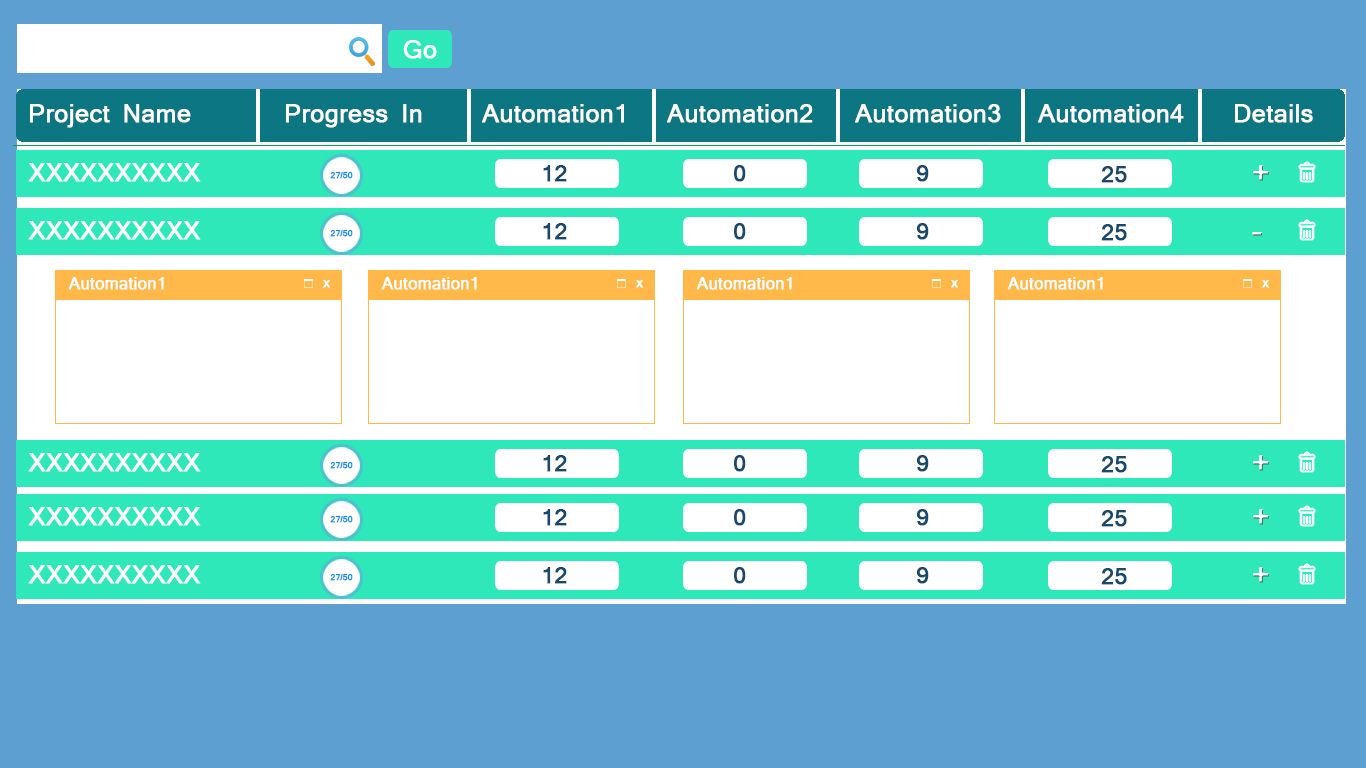 Go
Project Name Progress In Automation1 Automation2 Automation3 Automation4 Details
XXXXXXXXXX 27/50 12 0 9 25 +
XXXXXXXXXX 27/50 12 0 9 25 -
Automation1 x Automation1 x Automation1 x Automation1 x
XXXXXXXXXX 27/50 12 0 9 25 +
XXXXXXXXXX 27/50 12 0 9 25 +
XXXXXXXXXX 27/50 12 0 9 25 +